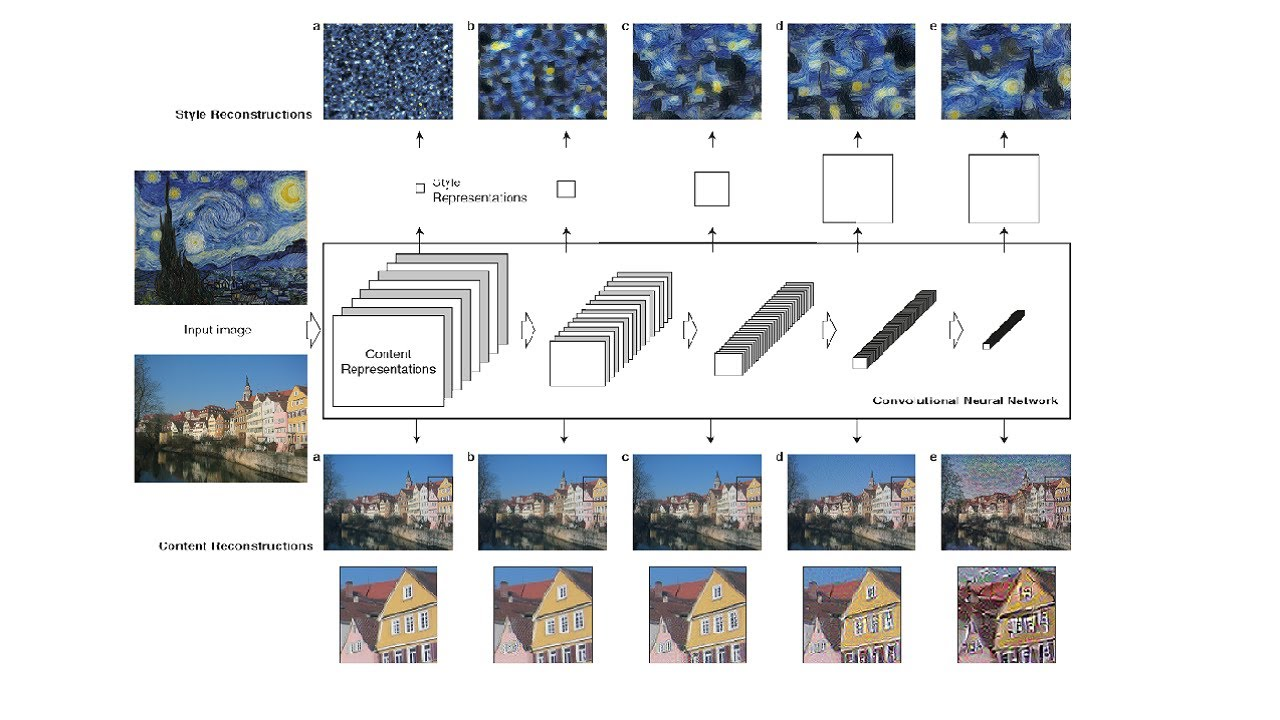 a
b
c
d
e
Style Reconstructions
Style
Representations
Input image
Content
Representations
Convolutional Neural Network
a
b
c
d
e
Content Reconstructions